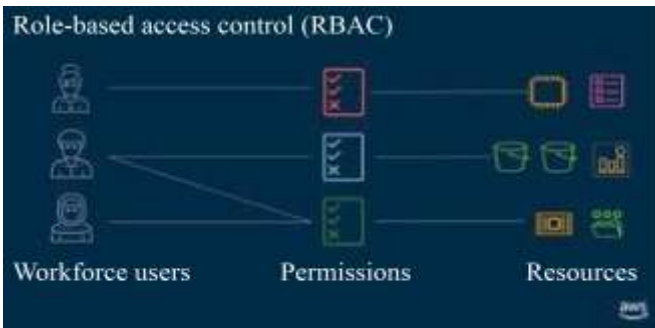 Role-based access control (RBAC)
Workforce users
Permissions
Resources
aws